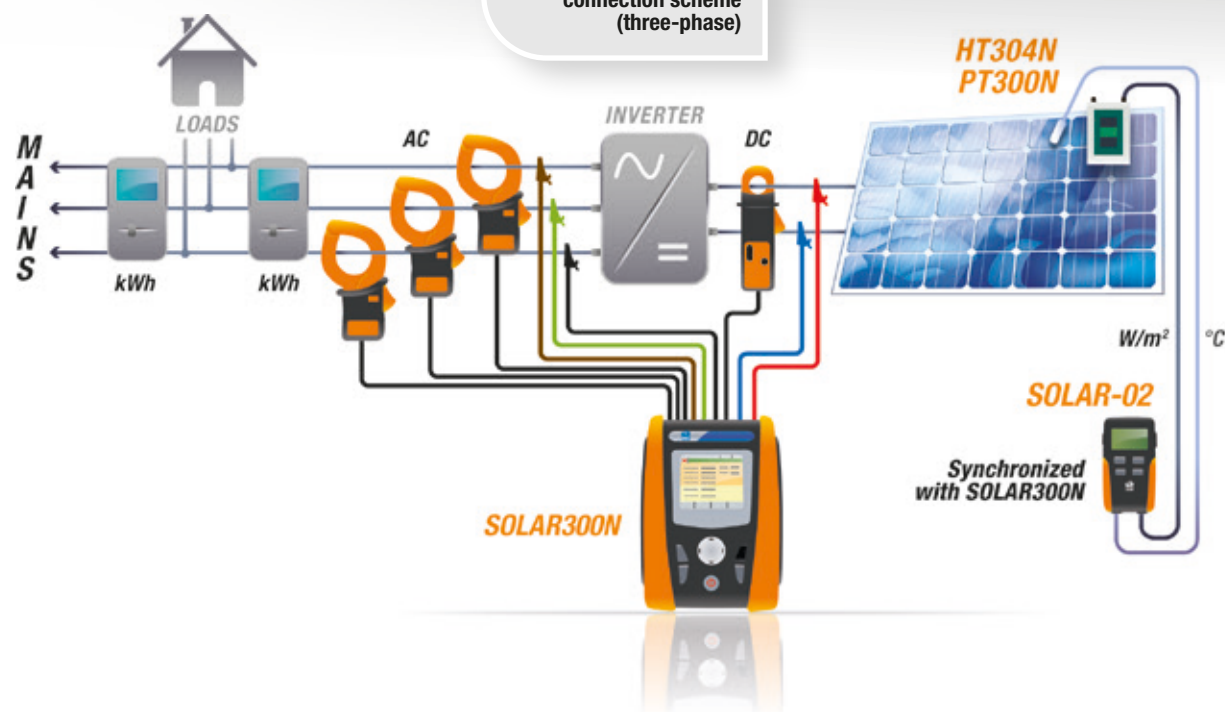 connection scheme
(three-phase)
HT304N
PT300N
LOADS
MAINS
AC
INVERTER
DC
kWh
kWh
W/m²
°C
SOLAR-02
Synchronized
with SOLAR300N
SOLAR300N